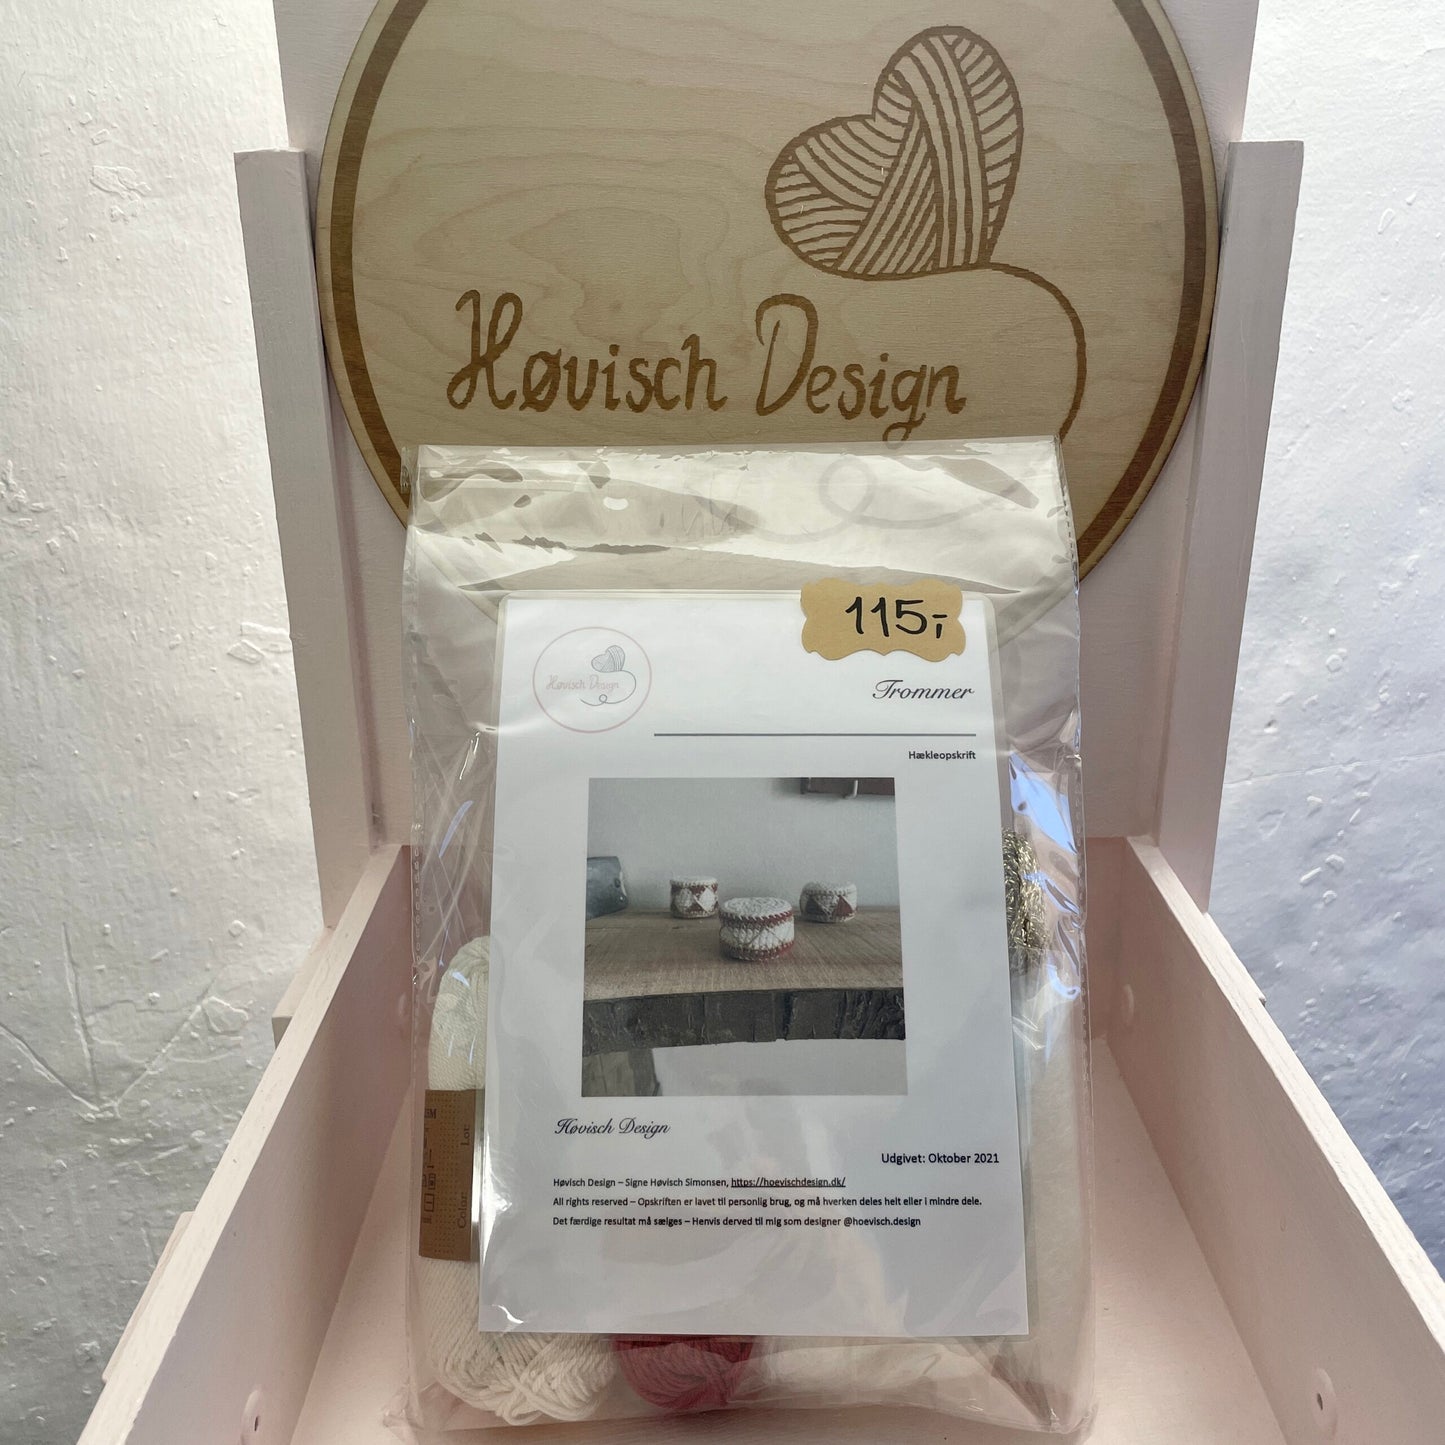 Høvisch Design
115,-
Høvisch Design
Trommer
Hækleopskrift
Høvisch Design
Udgivet: Oktober 2021
Høvisch Design – Signe Høvisch Simonsen, https://hoevischdesign.dk/
All rights reserved – Opskriften er lavet til personlig brug, og må hverken deles helt eller i mindre dele.
Det færdige resultat må sælges – Henvis derved til mig som designer @hoevisch.design
Color
Lot